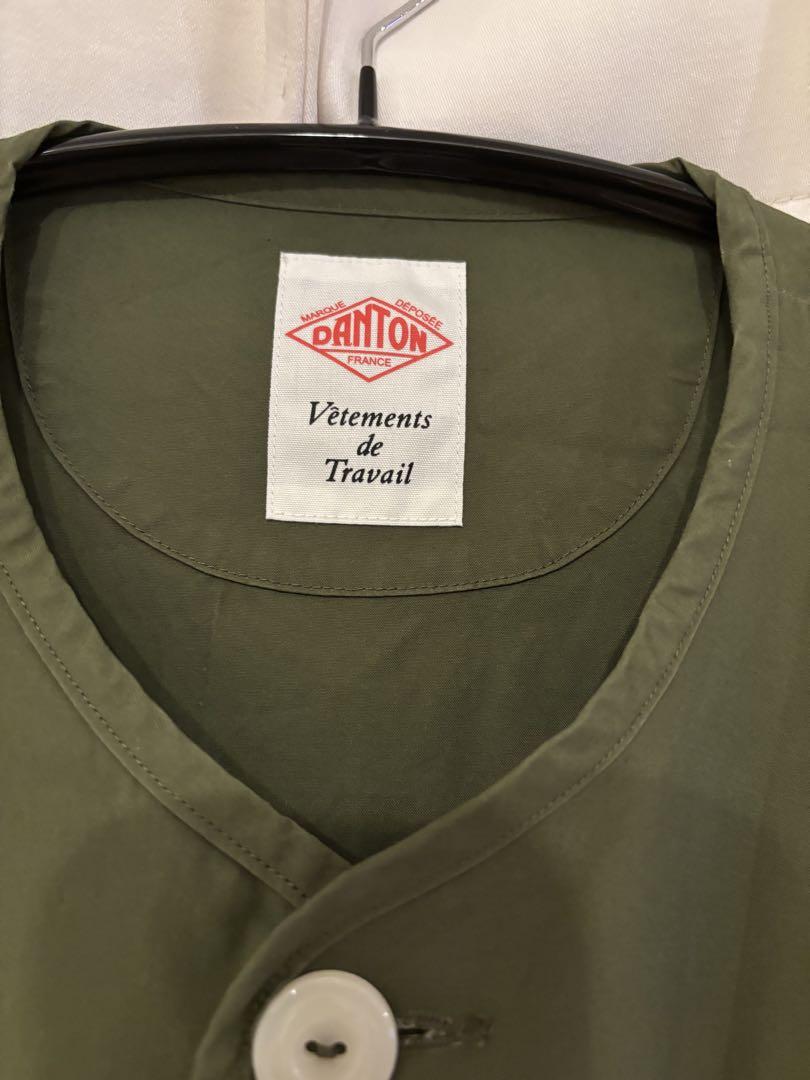 MARQUE DÉPOSÉE
DANTON
FRANCE
Vêtements
de
Travail